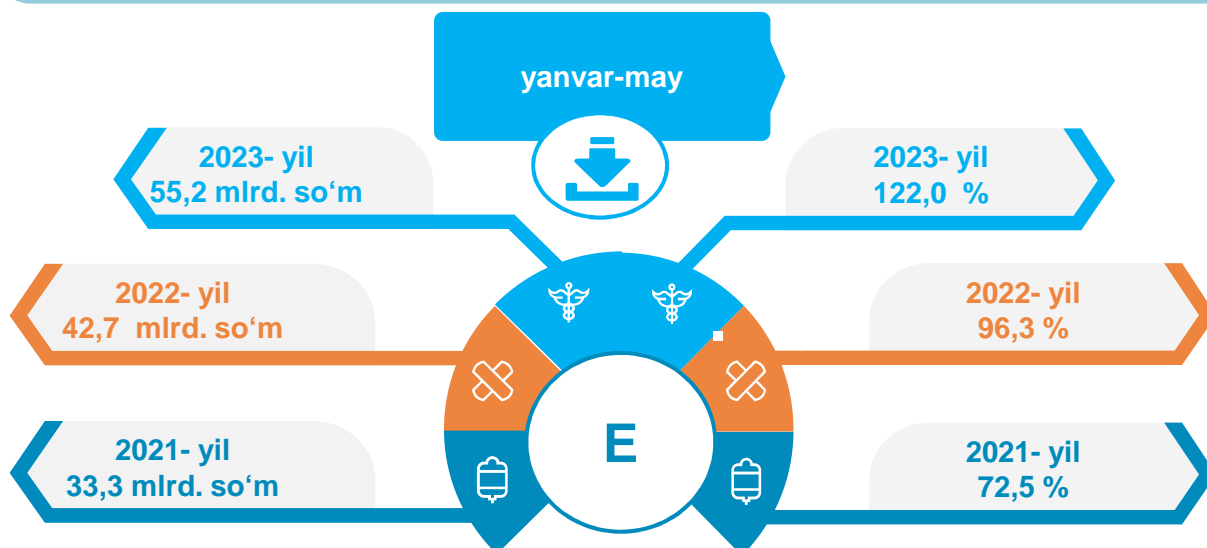 yanvar-may
2023- yil
55,2 mlrd. so‘m
2023- yil
122,0 %
2022- yil
42,7 mlrd. so‘m
2022- yil
96,3 %
E
2021- yil
33,3 mlrd. so‘m
2021- yil
72,5 %